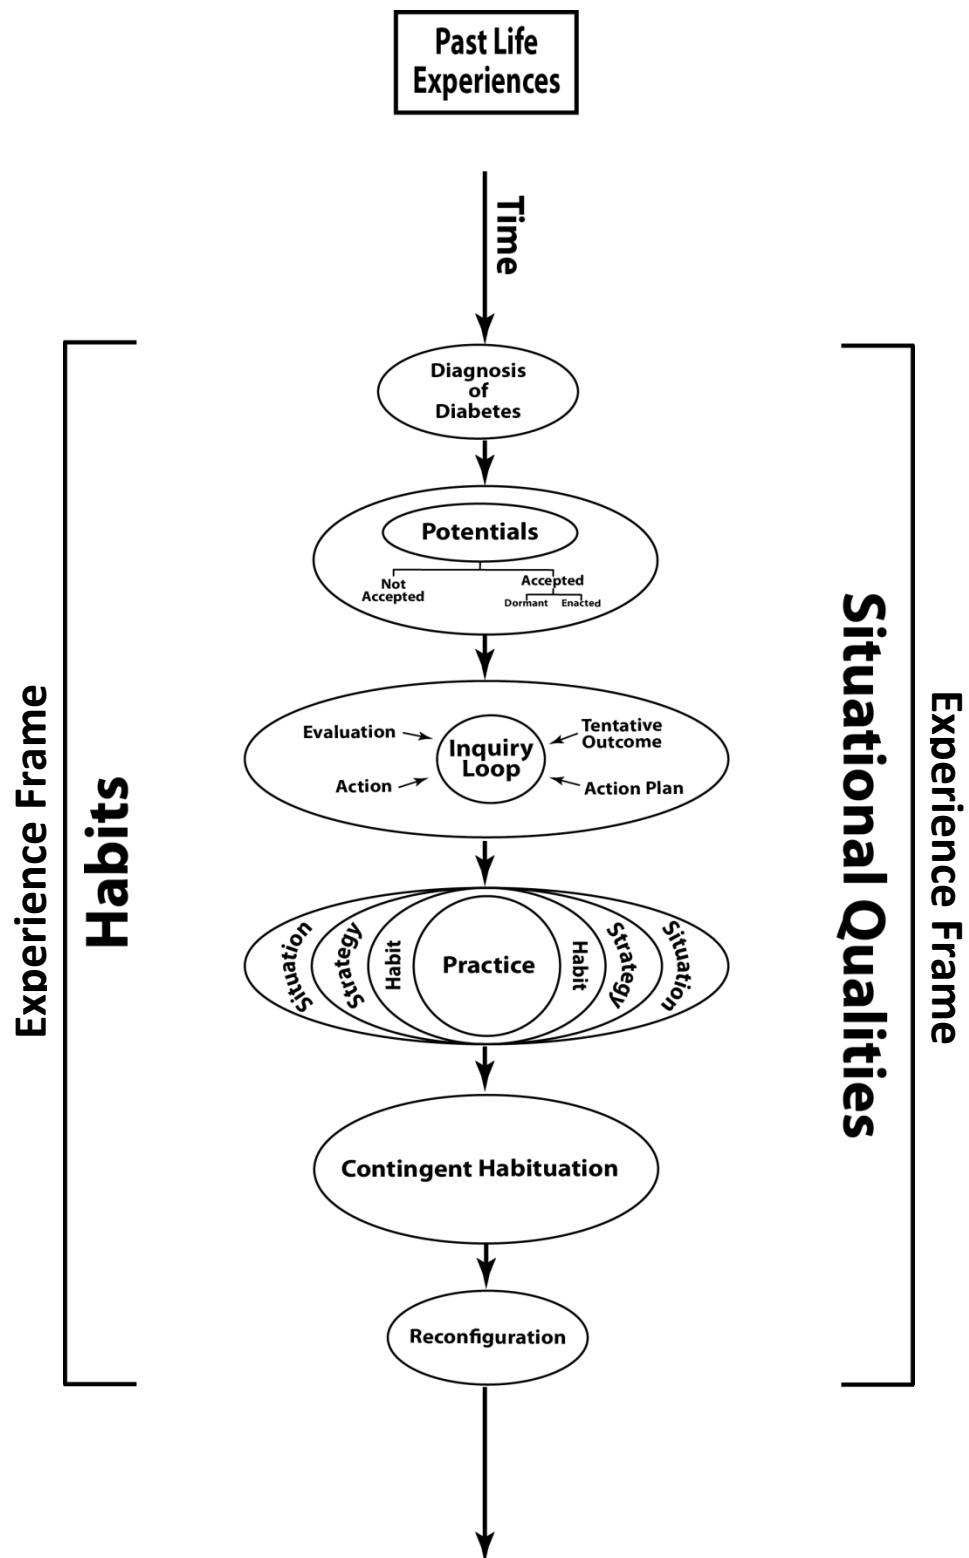 Past Life
Experiences
Time
Diagnosis
of
Diabetes
Potentials
Not
Accepted
Accepted
Dormant
Enacted
Evaluation
Tentative
Outcome
Inquiry
Loop
Action
Action Plan
Experience Frame
Habits
Situational Qualities
Experience Frame
Situation
Strategy
Habit
Practice
Habit
Strategy
Situation
Contingent Habituation
Reconfiguration